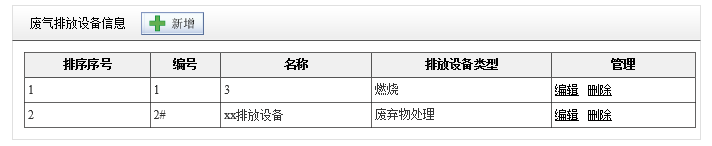 废气排放设备信息 新增
排序序号 编号 名称 排放设备类型 管理
1 1 3 燃烧 编辑 删除
2 2# xx排放设备 废弃物处理 编辑 删除